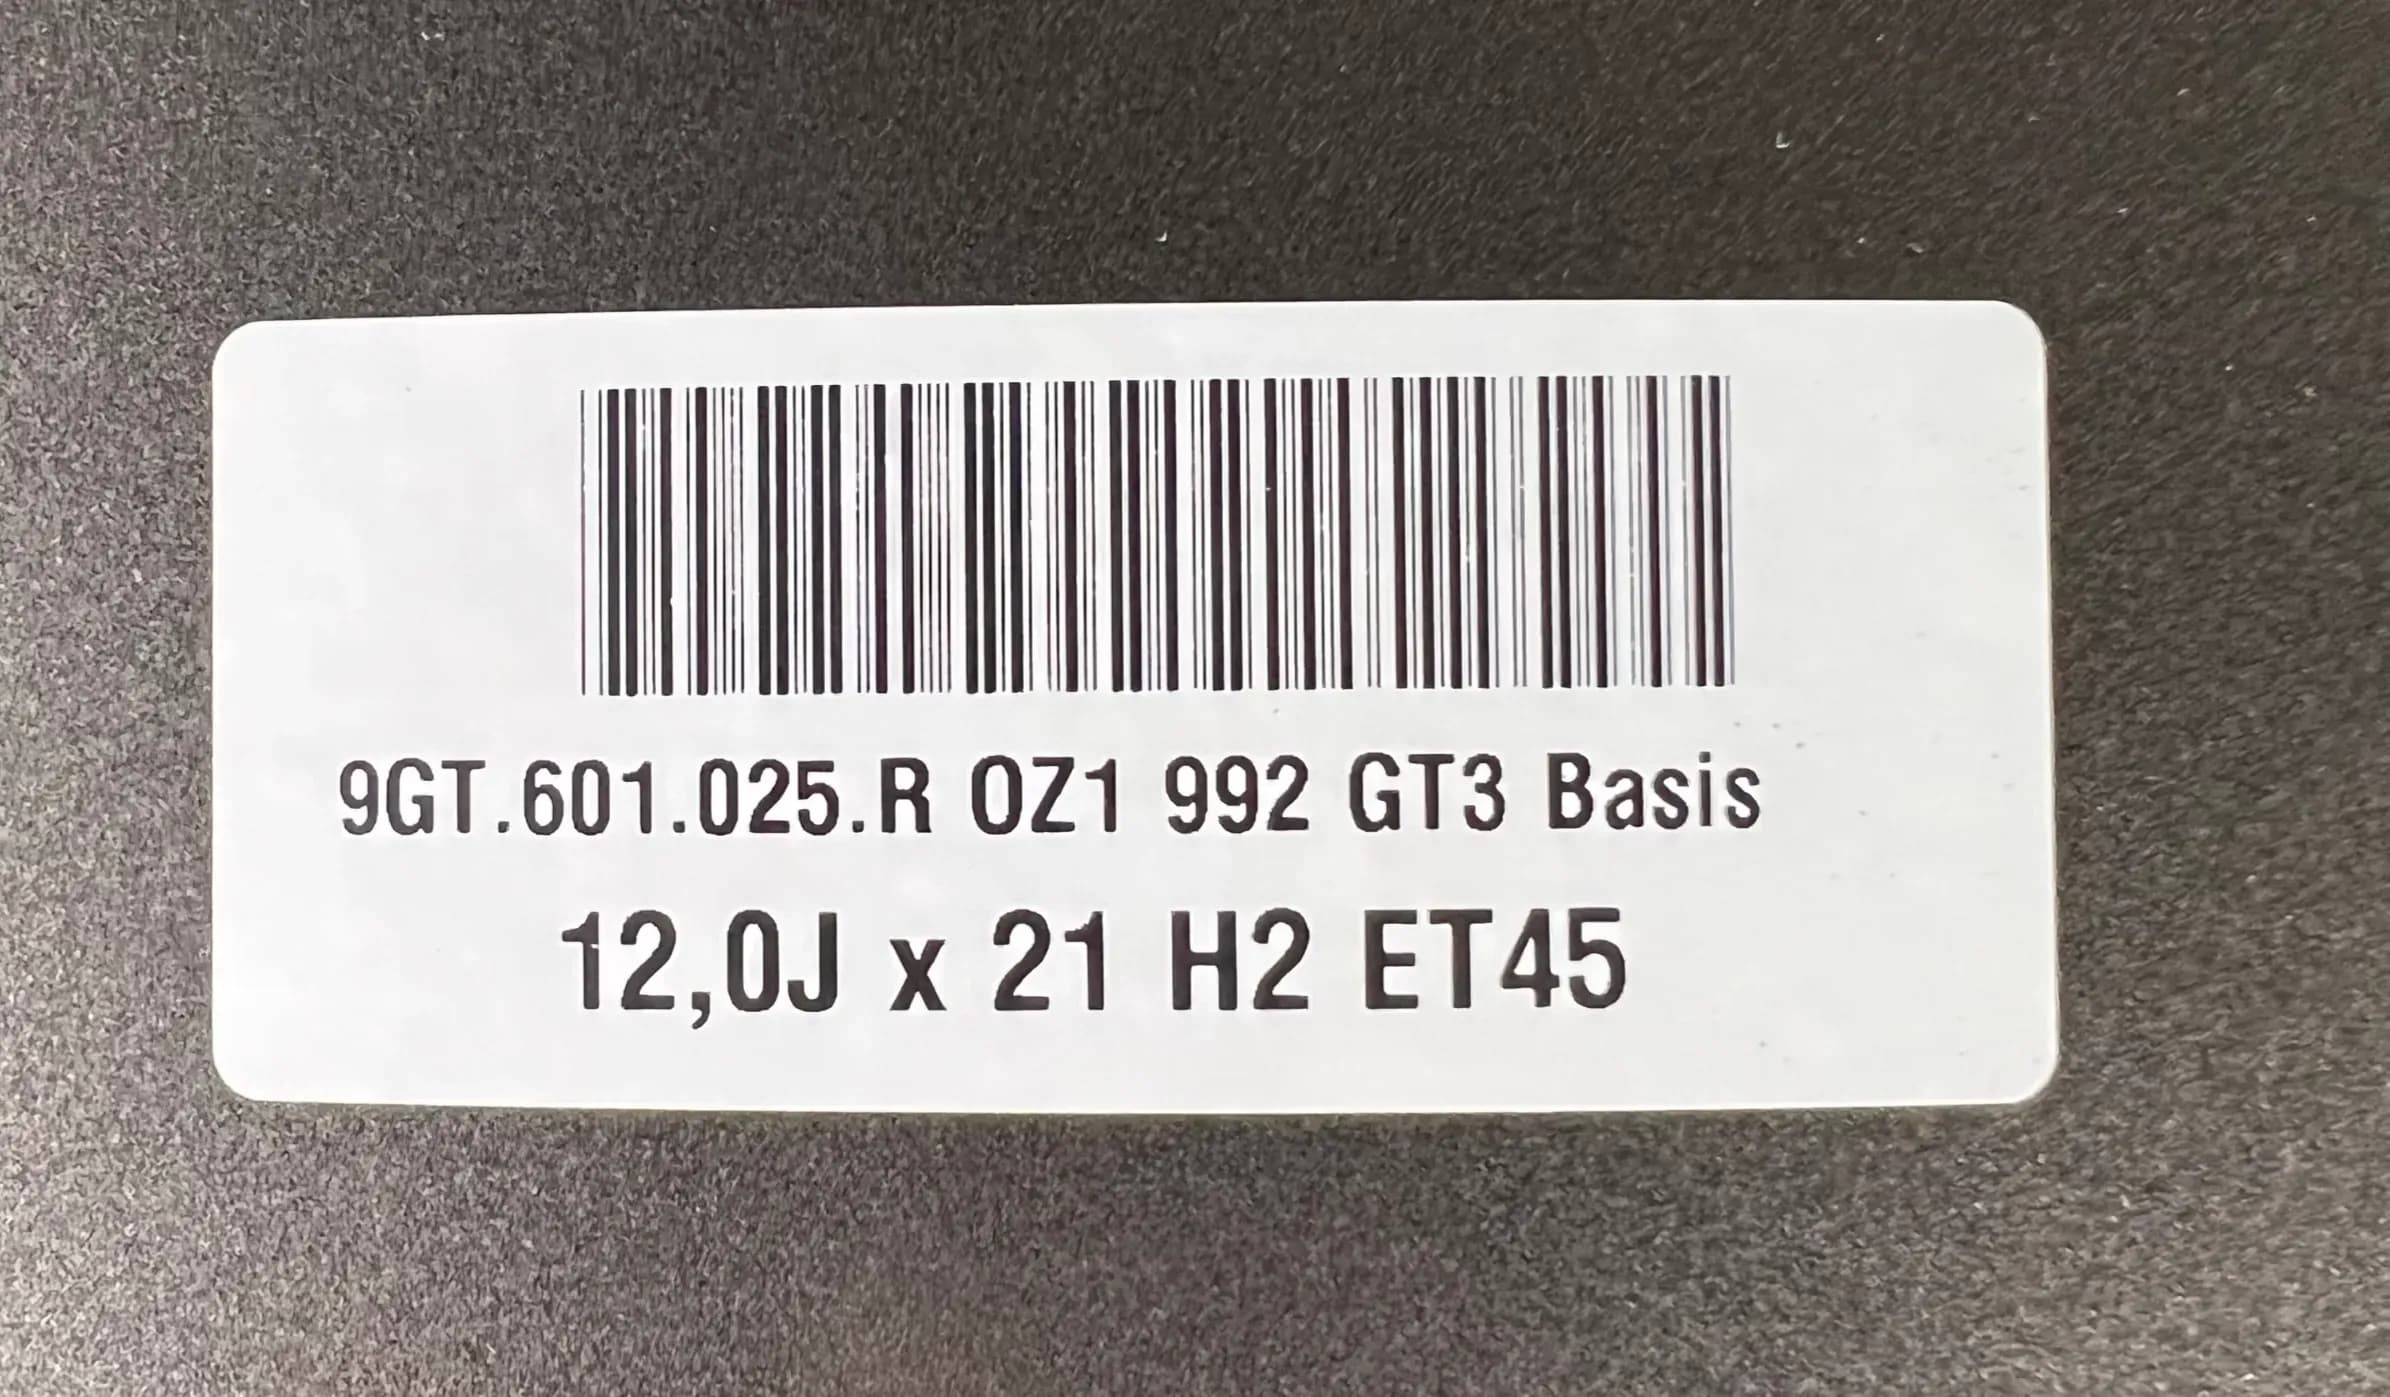 9GT.601.025.R OZ1 992 GT3 Basis
12,0J x 21 H2 ET45